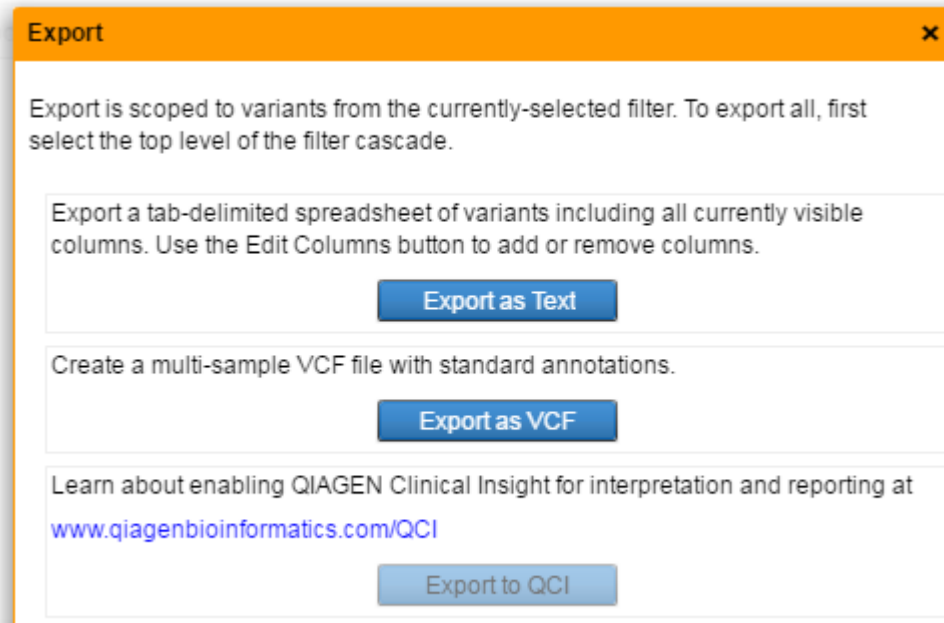 Export
Export is scoped to variants from the currently-selected filter. To export all, first
select the top level of the filter cascade.
Export a tab-delimited spreadsheet of variants including all currently visible
columns. Use the Edit Columns button to add or remove columns.
Export as Text
Create a multi-sample VCF file with standard annotations.
Export as VCF
Learn about enabling QIAGEN Clinical Insight for interpretation and reporting at
www.qiagenbioinformatics.com/QCI
Export to QCI